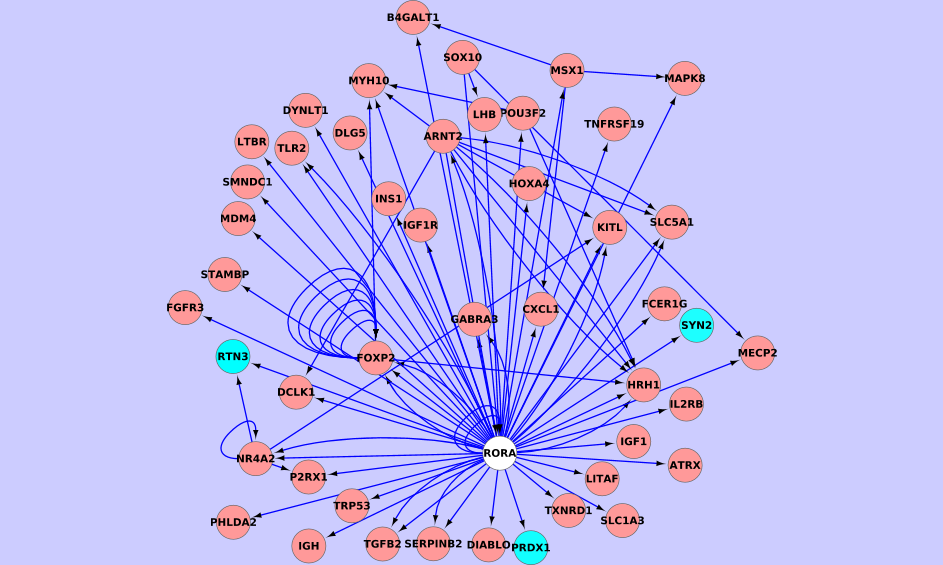 B4GALT1
SOX10
MSX1
MYH10
MAPK8
DYNLT1
LHB
POU3F2
TNFRSF19
DLG5
ARNT2
LTBR
TLR2
SMNDC1
HOXA4
INS1
MDM4
IGF1R
KITL
SLC5A1
STAMBP
FGFR3
FCER1G
CXCL1
GABRA3
SYN2
RTN3
FOXP2
MECP2
DCLK1
HRH1
IL2RB
IGF1
RORA
NR4A2
ATRX
P2RX1
LITAF
TRP53
TXNRD1
PHLDA2
SLC1A3
IGH
TGFB2
SERPINB2
DIABLO
PRDX1